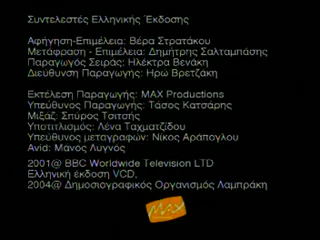 Συντελεστές Ελληνικής Έκδοσης
Αφήγηση-Επιμέλεια: Βέρα Στρατάκου
Μετάφραση - Επιμέλεια: Δημήτρης Σαλταμπάσης
Παραγωγός Σειράς: Ηλέκτρα Βενάκη
Διεύθυνση Παραγωγής: Ηρώ Βρετζάκη
Εκτέλεση Παραγωγής: MAX Productions
Υπεύθυνος Παραγωγής: Τάσος Κατσάρης
Μιξάζ: Σπύρος Τσιτσής
Υποτιτλισμός: Λένα Ταχματζίδου
Υπεύθυνος μεταγραφών: Νίκος Αράπογλου
Avid: Μάνος Λυγνός
2001@ BBC Worldwide Television LTD
Ελληνική έκδοση VCD,
2004@ Δημοσιογραφικός Οργανισμός Λαμπράκη
MAX